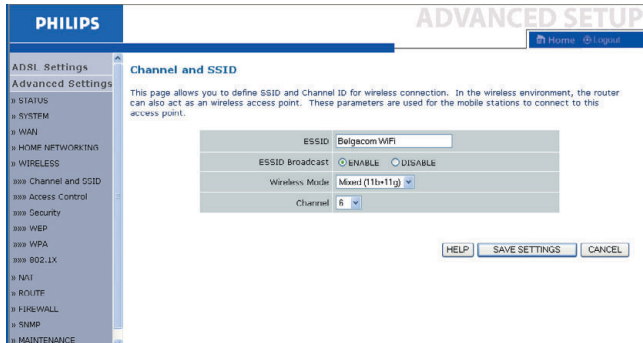 PHILIPS
ADVANCED SETUP
Home Logout
ADSL Settings
Advanced Settings
» STATUS
» SYSTEM
» WAN
» HOME NETWORKING
» WIRELESS
»»» Channel and SSID
»»» Access Control
»»» Security
»»» WEP
»»» WPA
»»» 802.1X
» NAT
» ROUTE
» FIREWALL
» SNMP
» MAINTENANCE
Channel and SSID
This page allows you to define SSID and Channel ID for wireless connection. In the wireless environment, the router
can also act as an wireless access point. These parameters are used for the mobile stations to connect to this
access point.
ESSID Belgacom WiFi
ESSID Broadcast ENABLE DISABLE
Wireless Mode Mixed (11b+11g)
Channel 6
HELP SAVE SETTINGS CANCEL